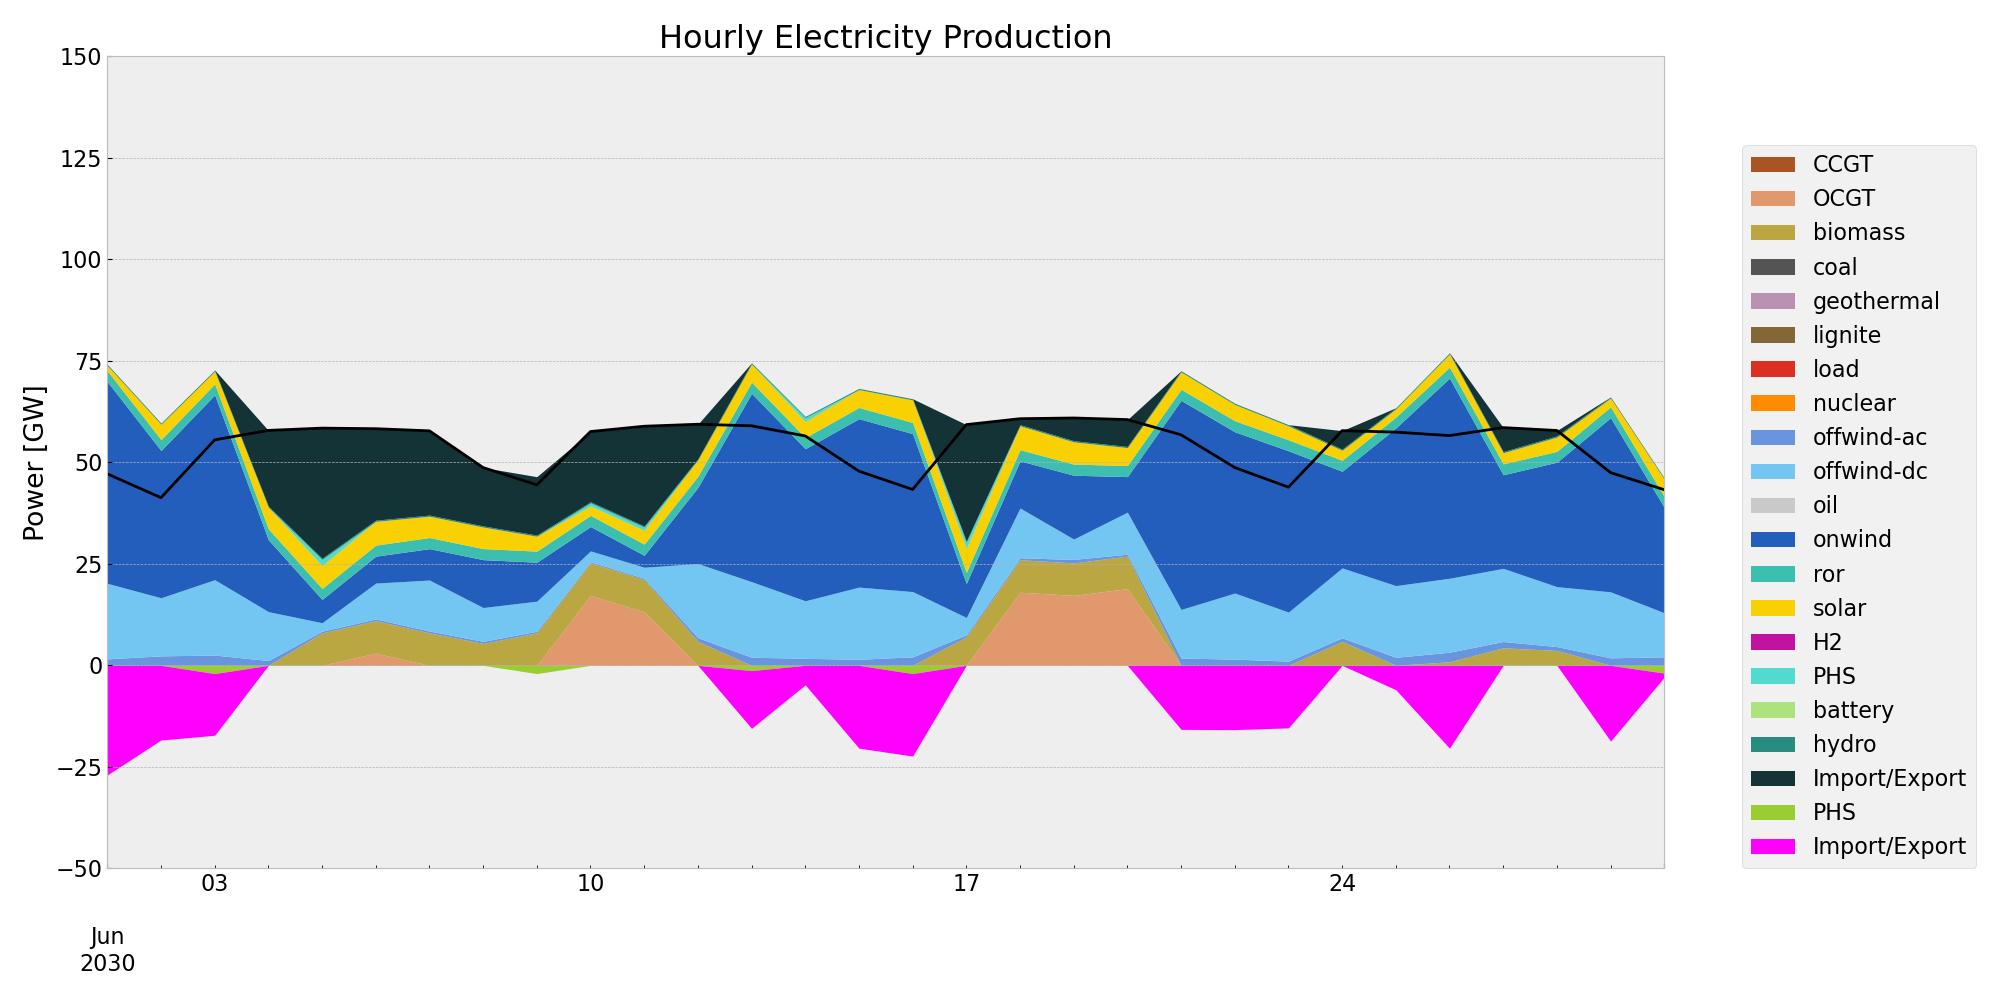 Hourly Electricity Production
Power [GW]
150
125
100
75
50
25
0
−25
−50
03
10
17
24
Jun
2030
CCGT
OCGT
biomass
coal
geothermal
lignite
load
nuclear
offwind-ac
offwind-dc
oil
onwind
ror
solar
H2
PHS
battery
hydro
Import/Export
PHS
Import/Export